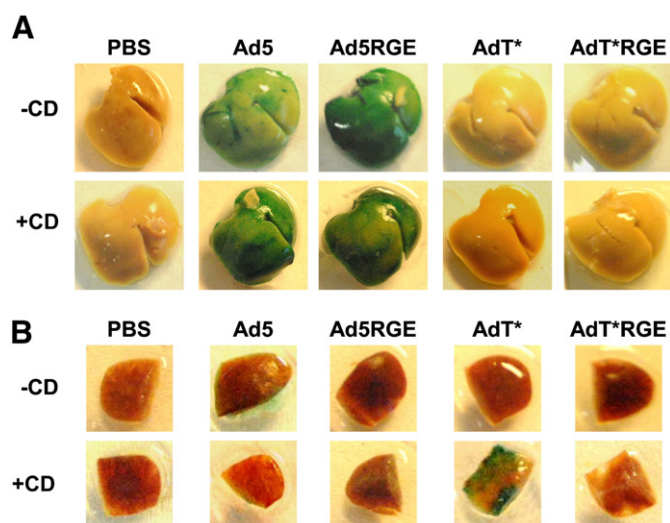 A
PBS Ad5 Ad5RGE AdT* AdT*RGE
-CD
+CD
B
PBS Ad5 Ad5RGE AdT* AdT*RGE
-CD
+CD